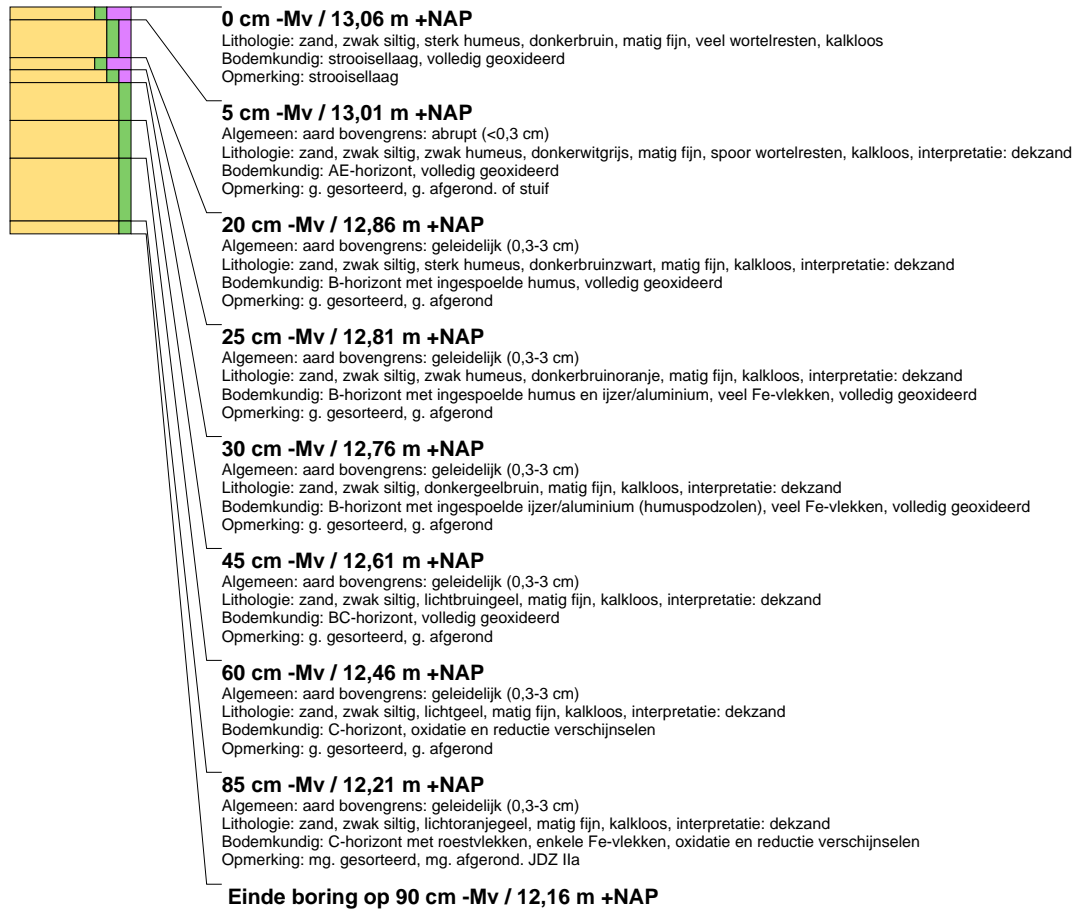 0 cm -Mv / 13,06 m +NAP
Lithologie: zand, zwak siltig, sterk humeus, donkerbruin, matig fijn, veel wortelresten, kalkloos
Bodemkundig: strooisellaag, volledig geoxideerd
Opmerking: strooisellaag
5 cm -Mv / 13,01 m +NAP
Algemeen: aard bovengrens: abrupt (<0,3 cm)
Lithologie: zand, zwak siltig, zwak humeus, donkerwitgrijs, matig fijn, spoor wortelresten, kalkloos, interpretatie: dekzand
Bodemkundig: AE-horizont, volledig geoxideerd
Opmerking: g. gesorteerd, g. afgerond. of stuif
20 cm -Mv / 12,86 m +NAP
Algemeen: aard bovengrens: geleidelijk (0,3-3 cm)
Lithologie: zand, zwak siltig, sterk humeus, donkerbruinzwart, matig fijn, kalkloos, interpretatie: dekzand
Bodemkundig: B-horizont met ingespoelde humus, volledig geoxideerd
Opmerking: g. gesorteerd, g. afgerond
25 cm -Mv / 12,81 m +NAP
Algemeen: aard bovengrens: geleidelijk (0,3-3 cm)
Lithologie: zand, zwak siltig, zwak humeus, donkerbruinoranje, matig fijn, kalkloos, interpretatie: dekzand
Bodemkundig: B-horizont met ingespoelde humus en ijzer/aluminium, veel Fe-vlekken, volledig geoxideerd
Opmerking: g. gesorteerd, g. afgerond
30 cm -Mv / 12,76 m +NAP
Algemeen: aard bovengrens: geleidelijk (0,3-3 cm)
Lithologie: zand, zwak siltig, donkergeelbruin, matig fijn, kalkloos, interpretatie: dekzand
Bodemkundig: B-horizont met ingespoelde ijzer/aluminium (humuspodzolen), veel Fe-vlekken, volledig geoxideerd
Opmerking: g. gesorteerd, g. afgerond
45 cm -Mv / 12,61 m +NAP
Algemeen: aard bovengrens: geleidelijk (0,3-3 cm)
Lithologie: zand, zwak siltig, lichtbruingeel, matig fijn, kalkloos, interpretatie: dekzand
Bodemkundig: BC-horizont, volledig geoxideerd
Opmerking: g. gesorteerd, g. afgerond
60 cm -Mv / 12,46 m +NAP
Algemeen: aard bovengrens: geleidelijk (0,3-3 cm)
Lithologie: zand, zwak siltig, lichtgeel, matig fijn, kalkloos, interpretatie: dekzand
Bodemkundig: C-horizont, oxidatie en reductie verschijnselen
Opmerking: g. gesorteerd, g. afgerond
85 cm -Mv / 12,21 m +NAP
Algemeen: aard bovengrens: geleidelijk (0,3-3 cm)
Lithologie: zand, zwak siltig, lichtoranjegeel, matig fijn, kalkloos, interpretatie: dekzand
Bodemkundig: C-horizont met roestvlekken, enkele Fe-vlekken, oxidatie en reductie verschijnselen
Opmerking: mg. gesorteerd, mg. afgerond. JDZ IIa
Einde boring op 90 cm -Mv / 12,16 m +NAP